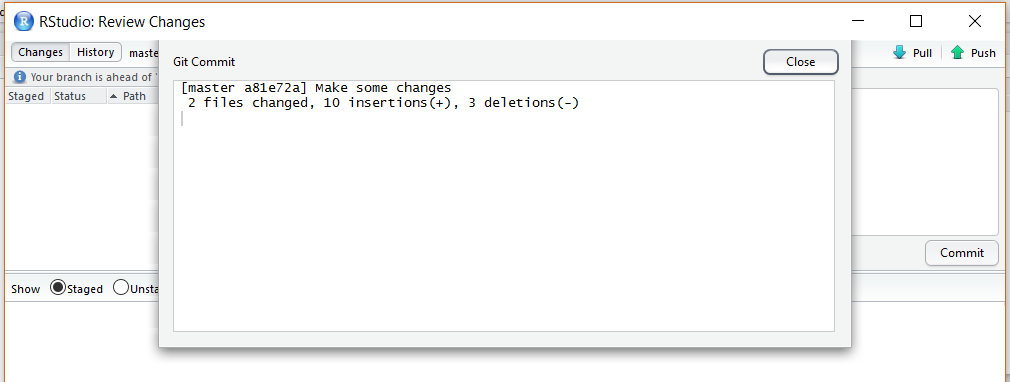 RStudio: Review Changes
Changes History master
Pull Push
Git Commit
Close
Your branch is ahead of '
[master a81e72a] Make some changes
2 files changed, 10 insertions(+), 3 deletions(-)
Staged Status Path
Commit
Show Staged Unsta